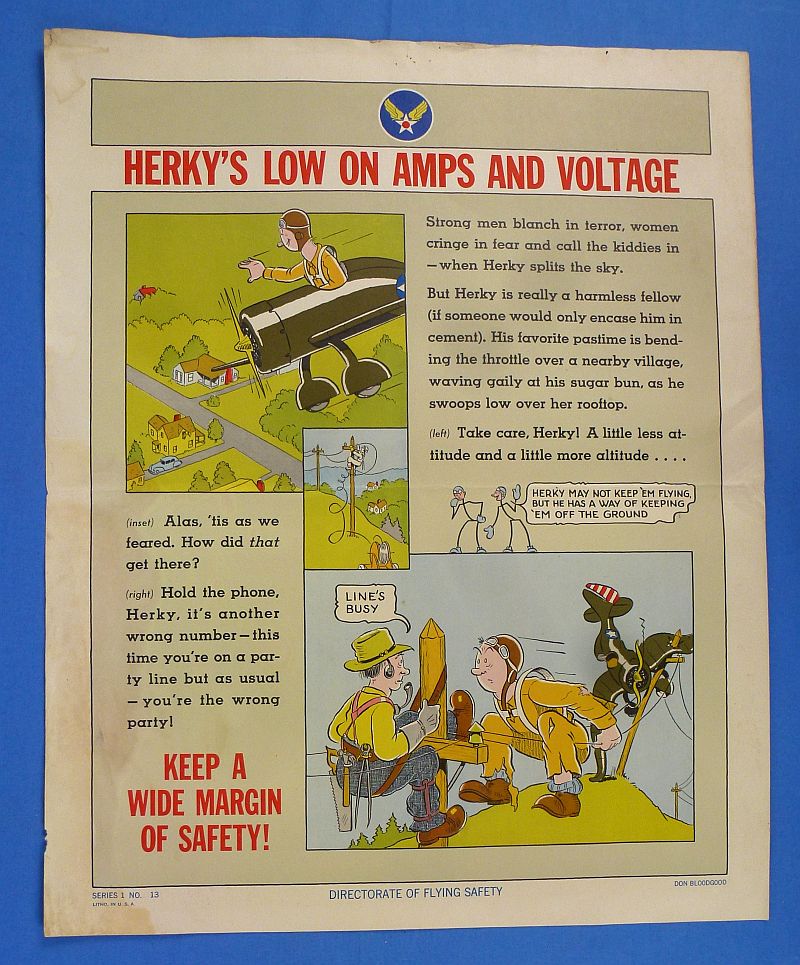 HERKY'S LOW ON AMPS AND VOLTAGE
Strong men blanch in terror, women
cringe in fear and call the kiddies in
—when Herky splits the sky.
But Herky is really a harmless fellow
(if someone would only encase him in
cement). His favorite pastime is bend-
ing the throttle over a nearby village,
waving gaily at his sugar bun, as he
swoops low over her rooftop.
(left) Take care, Herky! A little less at-
titude and a little more altitude . . . .
HERKY MAY NOT KEEP 'EM FLYING,
BUT HE HAS A WAY OF KEEPING
'EM OFF THE GROUND
(inset) Alas, 'tis as we
feared. How did that
get there?
(right) Hold the phone,
Herky, it's another
wrong number—this
time you're on a par-
ty line but as usual
—you're the wrong
party!
LINE'S
BUSY
KEEP A
WIDE MARGIN
OF SAFETY!
SERIES 1 NO. 13
LITHO. IN U. S. A
DIRECTORATE OF FLYING SAFETY
DON BLOODGOOD